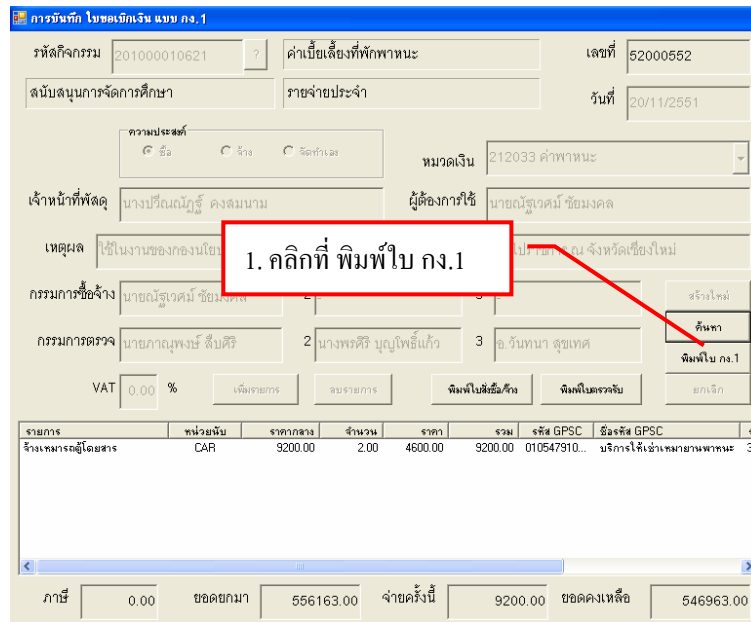 การบันทึก ใบขอเบิกเงิน แบบ กง.1
รหัสกิจกรรม 201000010621 ? ค่าเบี้ยเลี้ยงที่พักพาหนะ เลขที่ 52000552
สนับสนุนการจัดการศึกษา รายจ่ายประจำ วันที่ 20/11/2551
ความประสงค์
ซื้อ จ้าง จัดทำเอง
หมวดเงิน 212033 ค่าพาหนะ
เจ้าหน้าที่พัสดุ นางปวีณณัฏฐ์ คงสมนาม ผู้ต้องการใช้ นายณัฐเวศม์ ชัยมงคล
เหตุผล ใช้ในงานของกองนโยบ ณ จังหวัดเชียงใหม่
1. คลิกที่ พิมพ์ใบ กง.1
กรรมการซื้อจ้าง นายณัฐเวศม์ ชัยมงคล 2 - 3 - สร้างใหม่
ค้นหา
กรรมการตรวจ นายภาณุพงษ์ สืบศิริ 2 นางพรศิริ บุญโพธิ์แก้ว 3 อ.วันทนา สุขเทศ
พิมพ์ใบ กง.1
VAT 0.00 % เพิ่มรายการ ลบรายการ พิมพ์ใบสั่งซื้อ/จ้าง พิมพ์ใบตรวจรับ ยกเลิก
รายการ หน่วยนับ ราคากลาง จำนวน ราคา รวม รหัส GPSC ชื่อรหัส GPSC
จ้างเหมารถตู้โดยสาร CAR 9200.00 2.00 4600.00 9200.00 010547910... บริการให้เช่าเหมายานพาหนะ 3
ภาษี 0.00 ยอดยกมา 556163.00 จ่ายครั้งนี้ 9200.00 ยอดคงเหลือ 546963.00